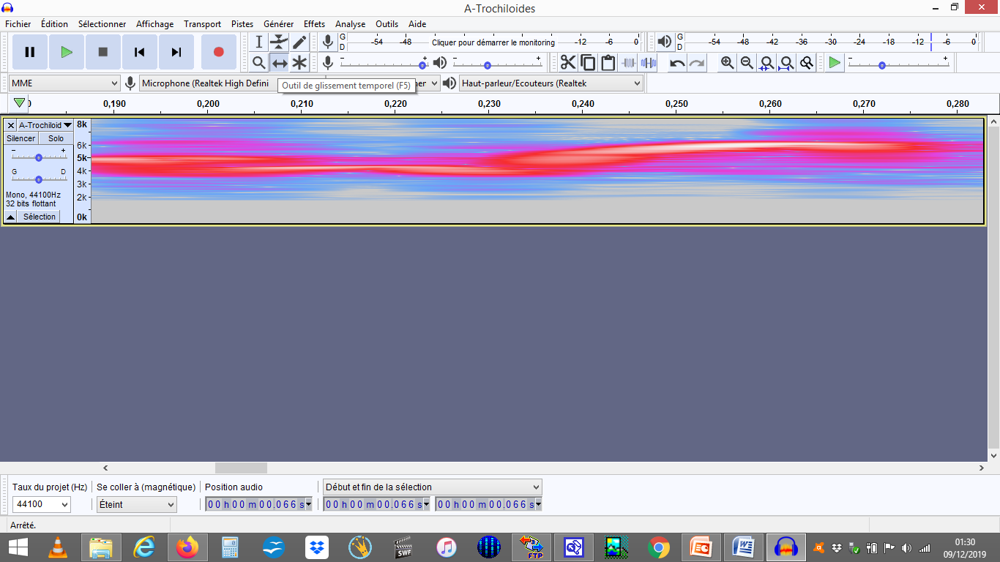 A-Trochiloides
Fichier Édition Sélectionner Affichage Transport Pistes Générer Effets Analyse Outils Aide
G D -54 -48 Cliquer pour démarrer le monitoring -12 -6 0
G D -54 -48 -42 -36 -30 -24 -18 -12 -6 0
- +
- +
- +
MME Microphone (Realtek High Defini Haut-parleur/Ecouteurs (Realtek
Outil de glissement temporel (F5)
0,190 0,200 0,210 0,220 0,230 0,240 0,250 0,260 0,270 0,280
A-Trochiloid
Silencer Solo
- +
G D
Mono, 44100Hz
32 bits flottant
Sélection
8k
6k
5k
4k
3k
2k
0k
Taux du projet (Hz) Se coller à (magnétique) Position audio Début et fin de la sélection
44100 Éteint 00 h 00 m 00.066 s 00 h 00 m 00.066 s 00 h 00 m 00.066 s
Arrêté.
SWF
FTP
01:30
09/12/2019